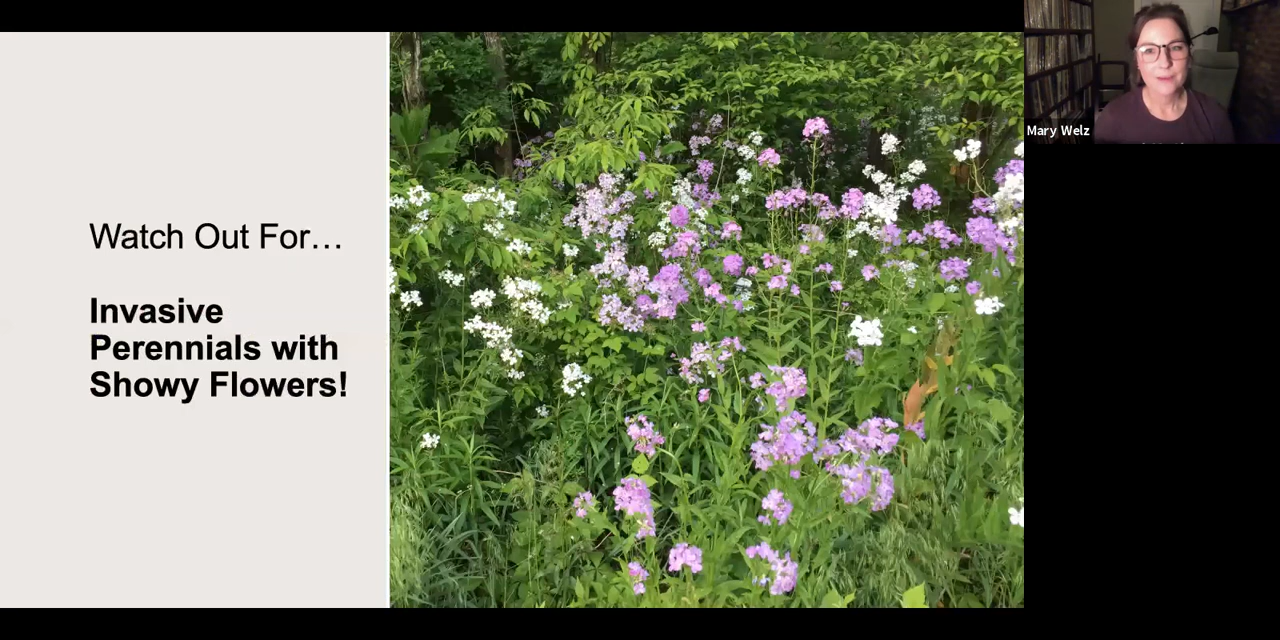 Watch Out For…
Invasive
Perennials with
Showy Flowers!
Mary Welz